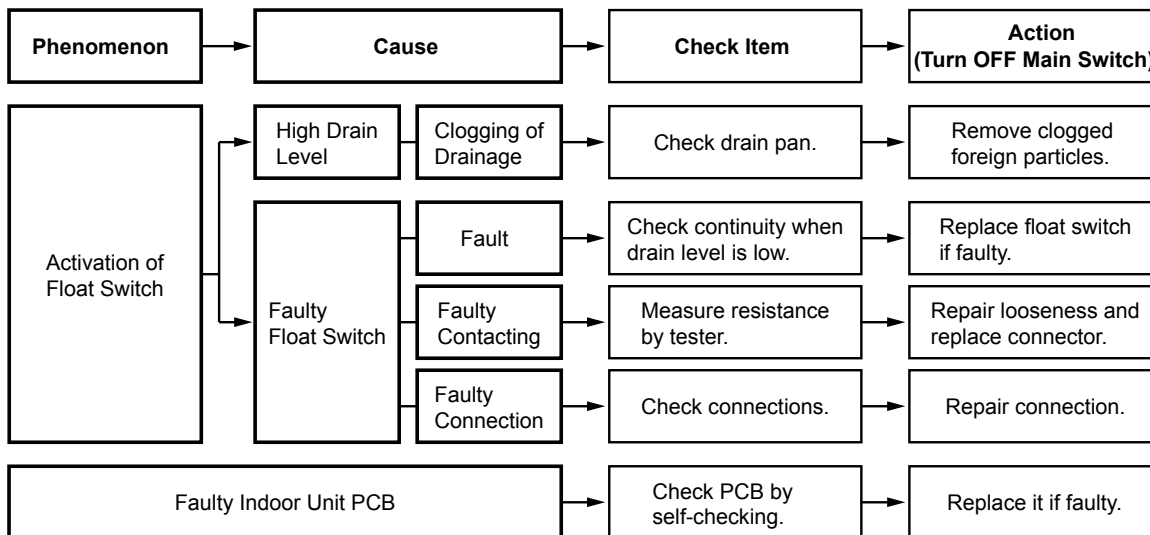 Phenomenon
Cause
Check Item
Action
(Turn OFF Main Switch)
Activation of
Float Switch
High Drain
Level
Clogging of
Drainage
Check drain pan.
Remove clogged
foreign particles.
Faulty
Float Switch
Fault
Check continuity when
drain level is low.
Replace float switch
if faulty.
Faulty
Contacting
Measure resistance
by tester.
Repair looseness and
replace connector.
Faulty
Connection
Check connections.
Repair connection.
Faulty Indoor Unit PCB
Check PCB by
self-checking.
Replace it if faulty.